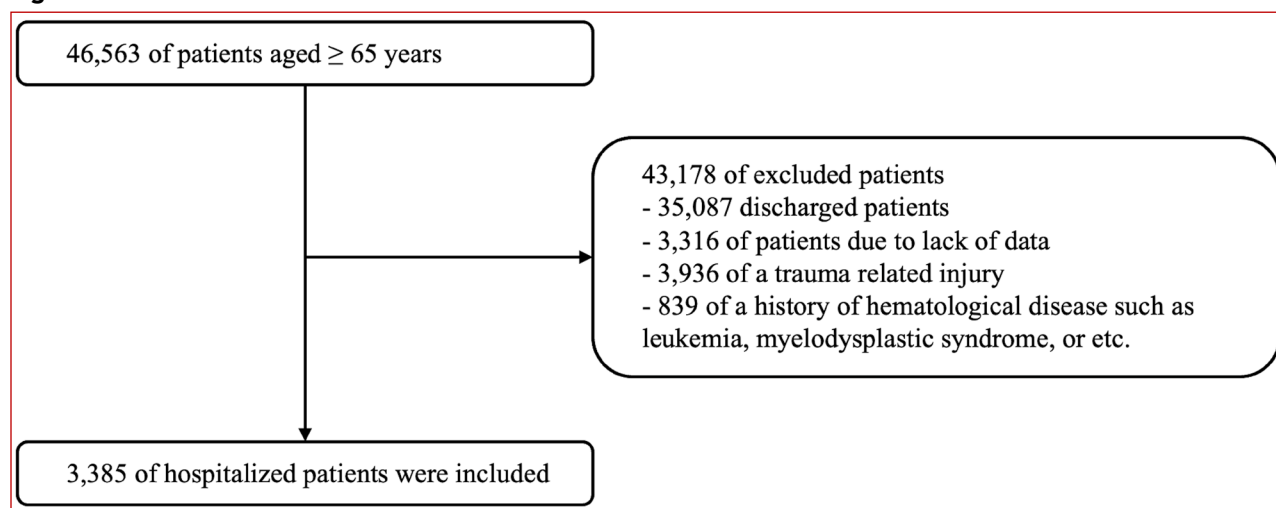 46,563 of patients aged ≥ 65 years
43,178 of excluded patients
- 35,087 discharged patients
- 3,316 of patients due to lack of data
- 3,936 of a trauma related injury
- 839 of a history of hematological disease such as
leukemia, myelodysplastic syndrome, or etc.
3,385 of hospitalized patients were included